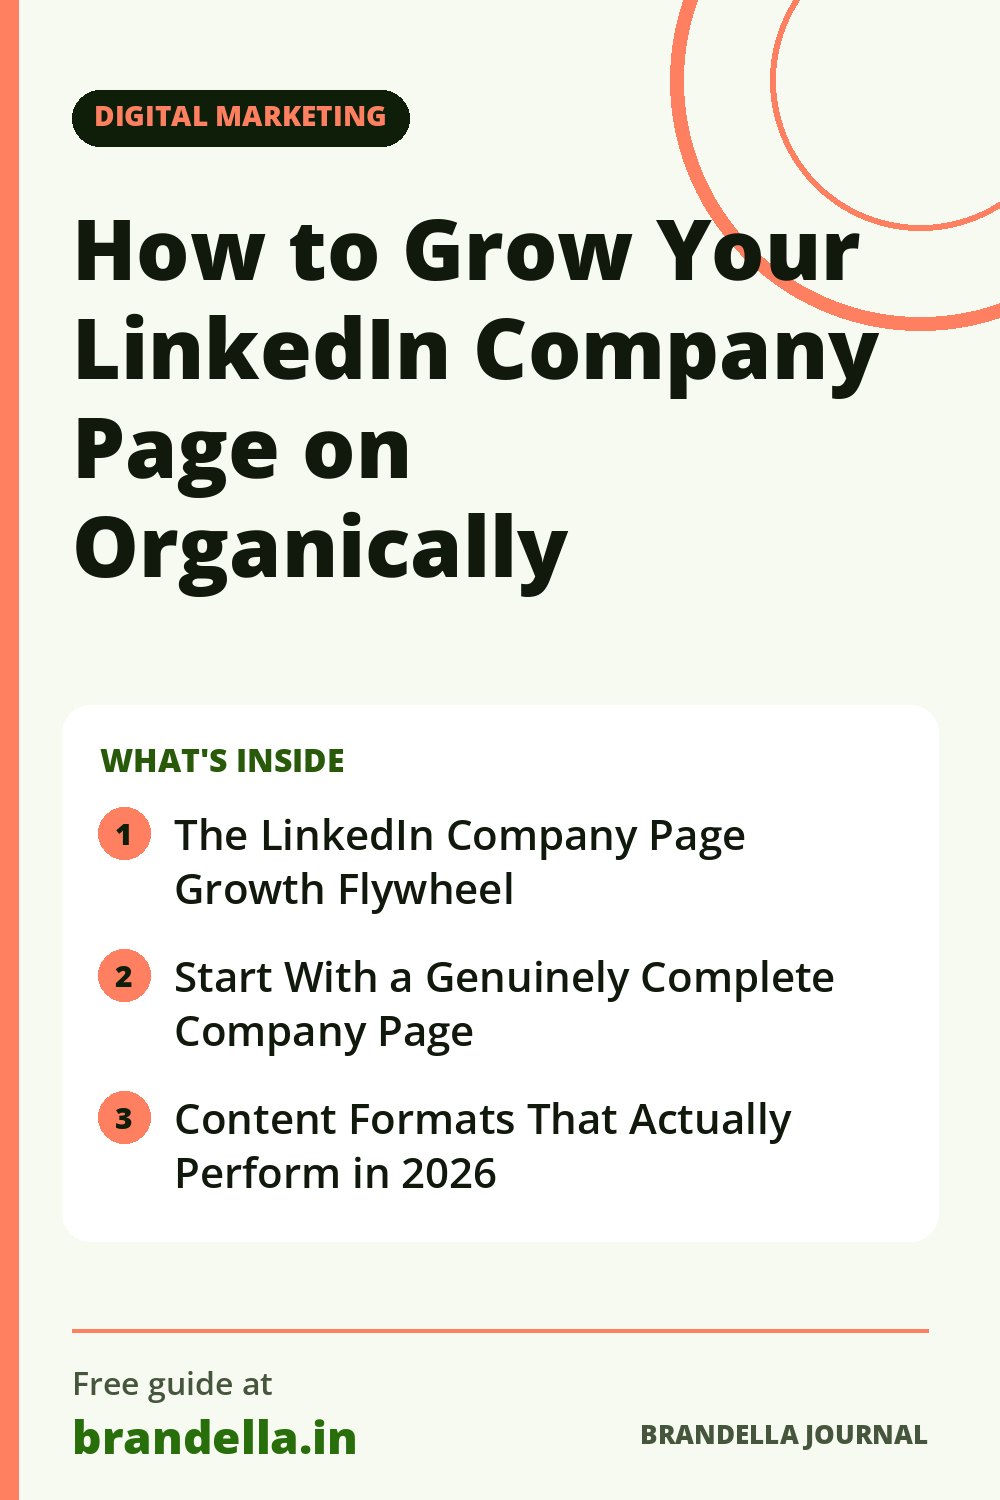 DIGITAL MARKETING
How to Grow Your
LinkedIn Company
Page on
Organically
WHAT'S INSIDE
1 The LinkedIn Company Page
Growth Flywheel
2 Start With a Genuinely Complete
Company Page
3 Content Formats That Actually
Perform in 2026
Free guide at
brandella.in
BRANDELLA JOURNAL